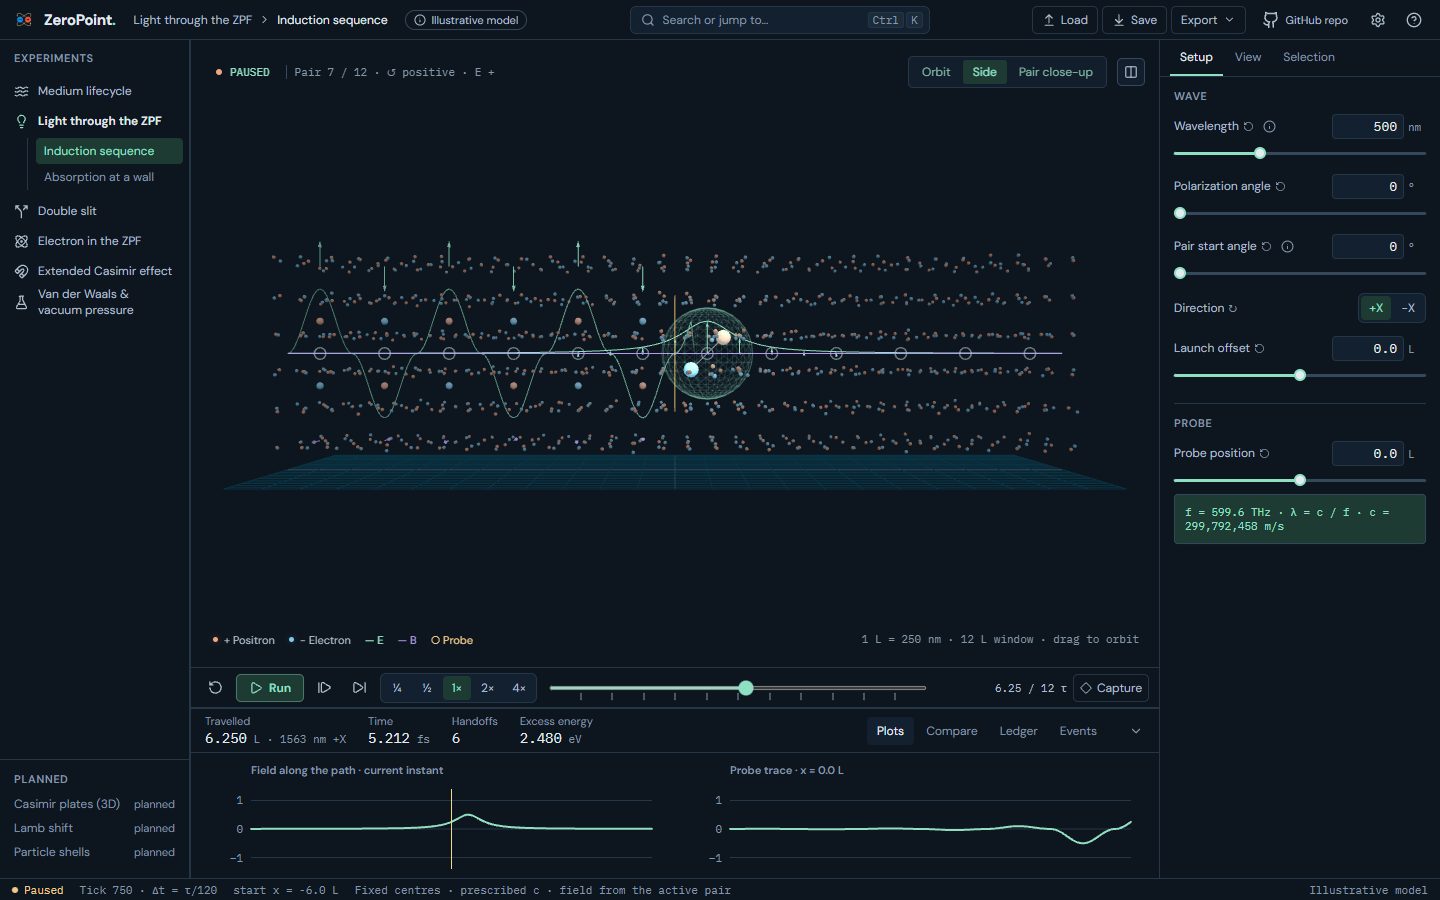 ZeroPoint.
Light through the ZPF > Induction sequence
Illustrative model
Search or jump to...
Ctrl K
Load
Save
Export
GitHub repo
EXPERIMENTS
Medium lifecycle
Light through the ZPF
Induction sequence
Absorption at a wall
Double slit
Electron in the ZPF
Extended Casimir effect
Van der Waals &
vacuum pressure
PLANNED
Casimir plates (3D) planned
Lamb shift planned
Particle shells planned
PAUSED Pair 7 / 12 · ↺ positive · E +
Orbit Side Pair close-up
+ Positron − Electron — E — B Probe
1 L = 250 nm · 12 L window · drag to orbit
Run
¼ ½ 1× 2× 4×
6.25 / 12 τ
Capture
Travelled
6.250 L · 1563 nm +X
Time
5.212 fs
Handoffs
6
Excess energy
2.480 eV
Plots Compare Ledger Events
Field along the path · current instant
1
0
−1
Probe trace · x = 0.0 L
1
0
−1
Setup View Selection
WAVE
Wavelength 500 nm
Polarization angle 0 °
Pair start angle 0 °
Direction +X −X
Launch offset 0.0 L
PROBE
Probe position 0.0 L
f = 599.6 THz · λ = c / f · c =
299,792,458 m/s
Paused Tick 750 · Δt = τ/120 start x = -6.0 L Fixed centres · prescribed c · field from the active pair
Illustrative model